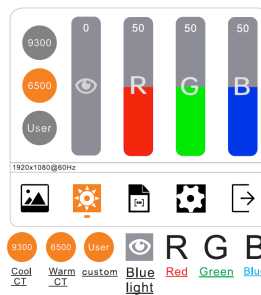 0 50 50 50
9300
6500 R G B
User
1920x1080@60Hz
9300 6500 User R G B
Cool Warm custom Blue Red Green Blue
CT CT light